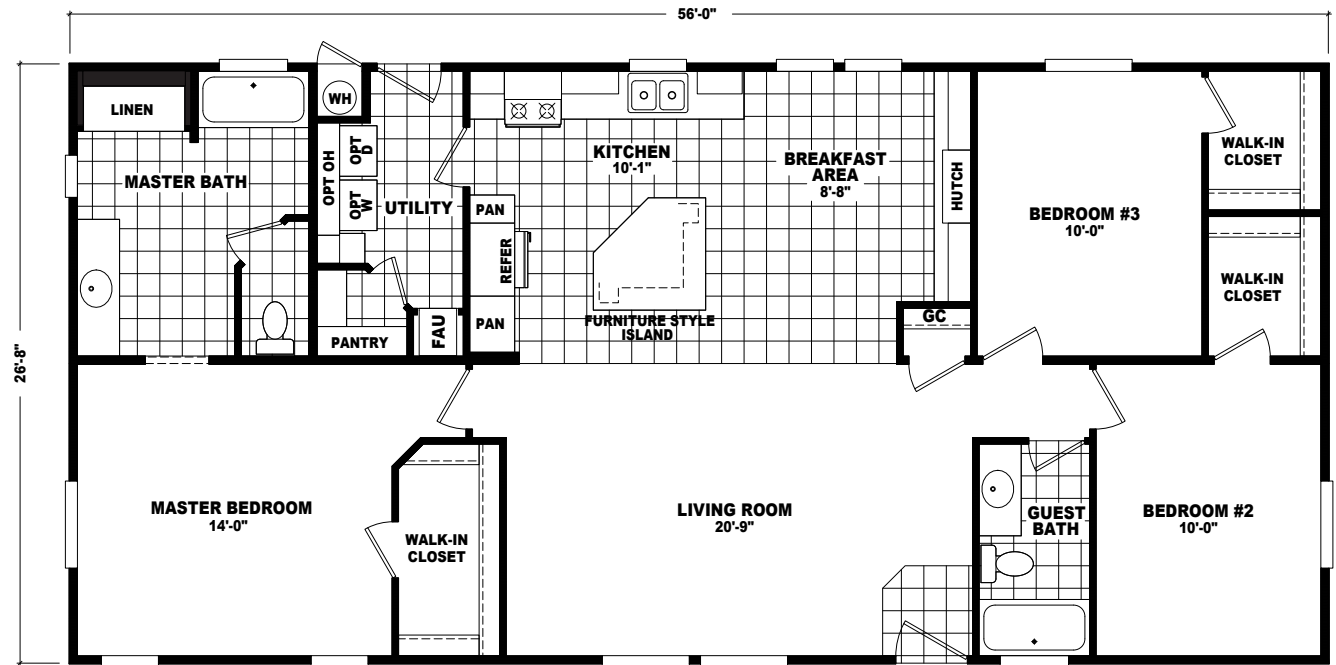 56'-0"
26'-8"
LINEN
MASTER BATH
WH
OPT OH
OPT
D
OPT
W
UTILITY
PANTRY
FAU
PAN
REFER
PAN
KITCHEN
10'-1"
BREAKFAST
AREA
8'-8"
HUTCH
FURNITURE STYLE
ISLAND
GC
BEDROOM #3
10'-0"
WALK-IN
CLOSET
WALK-IN
CLOSET
MASTER BEDROOM
14'-0"
WALK-IN
CLOSET
LIVING ROOM
20'-9"
GUEST
BATH
BEDROOM #2
10'-0"